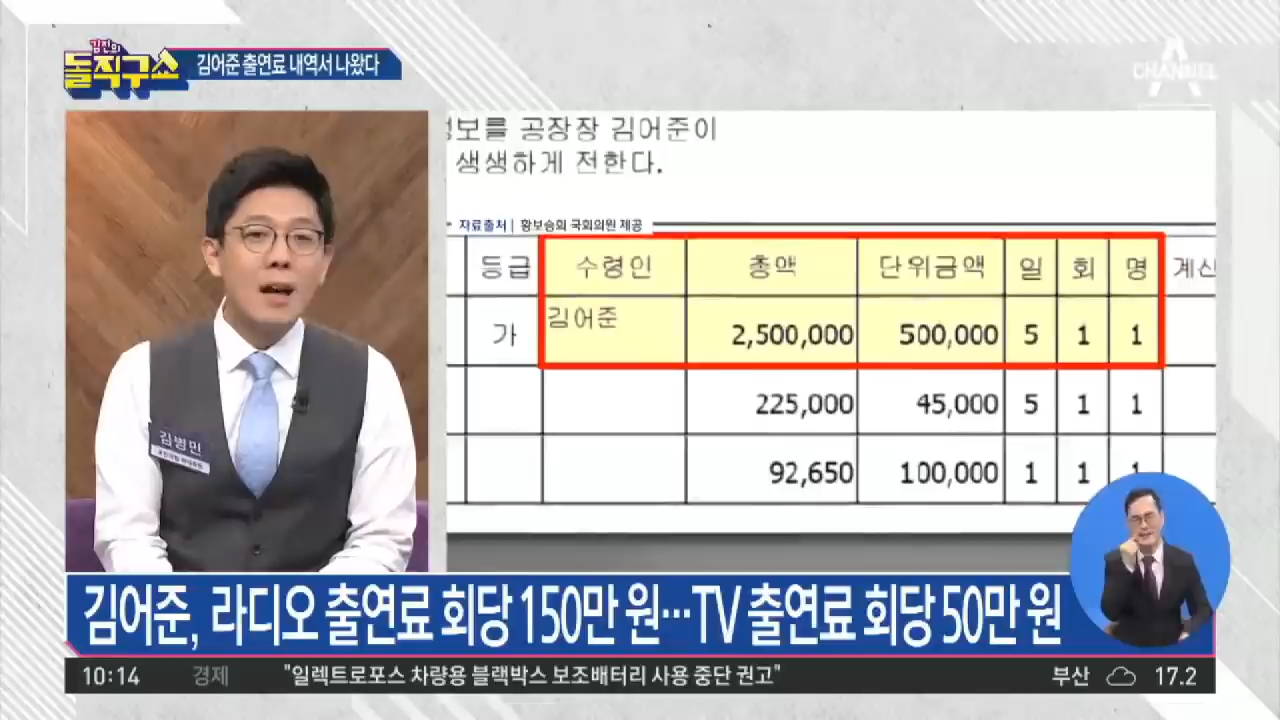 김진의
돌직구쇼
김어준 출연료 내역서 나왔다
CHANNEL A
정보를 공장장 김어준이
생생하게 전한다.
자료출처 | 황보승희 국회의원 제공
등급 수령인 총액 단위금액 일 회 명 계산
가 김어준 2,500,000 500,000 5 1 1
225,000 45,000 5 1 1
92,650 100,000 1 1 1
김병민
김어준, 라디오 출연료 회당 150만 원…TV 출연료 회당 50만 원
10:14 경제 "일렉트로포스 차량용 블랙박스 보조배터리 사용 중단 권고" 부산 17.2